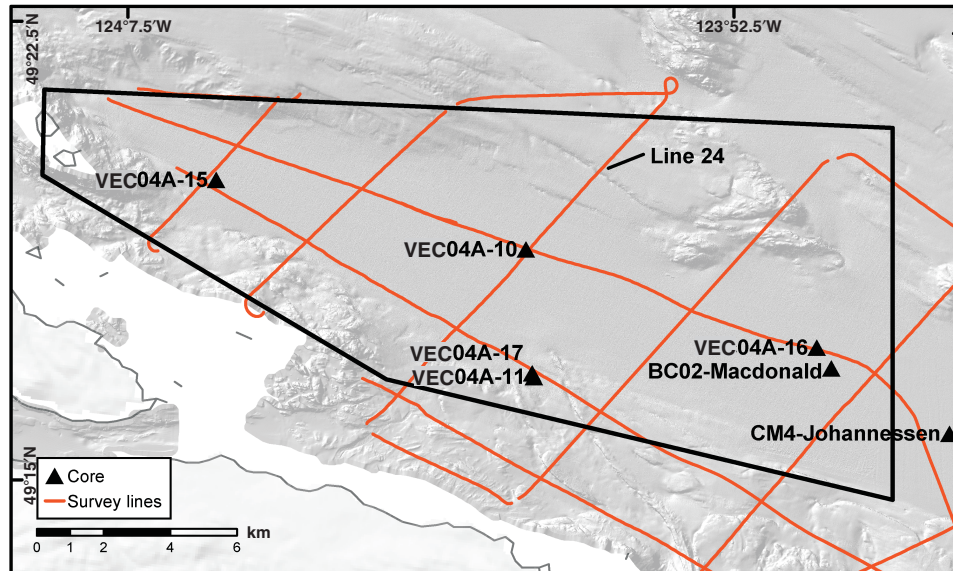 124°7.5′W
123°52.5′W
49°22.5′N
Line 24
VEC04A-15
VEC04A-10
VEC04A-17
VEC04A-16
VEC04A-11
BC02-Macdonald
CM4-Johannessen
49°15′N
Core
Survey lines
km
0 1 2 4 6